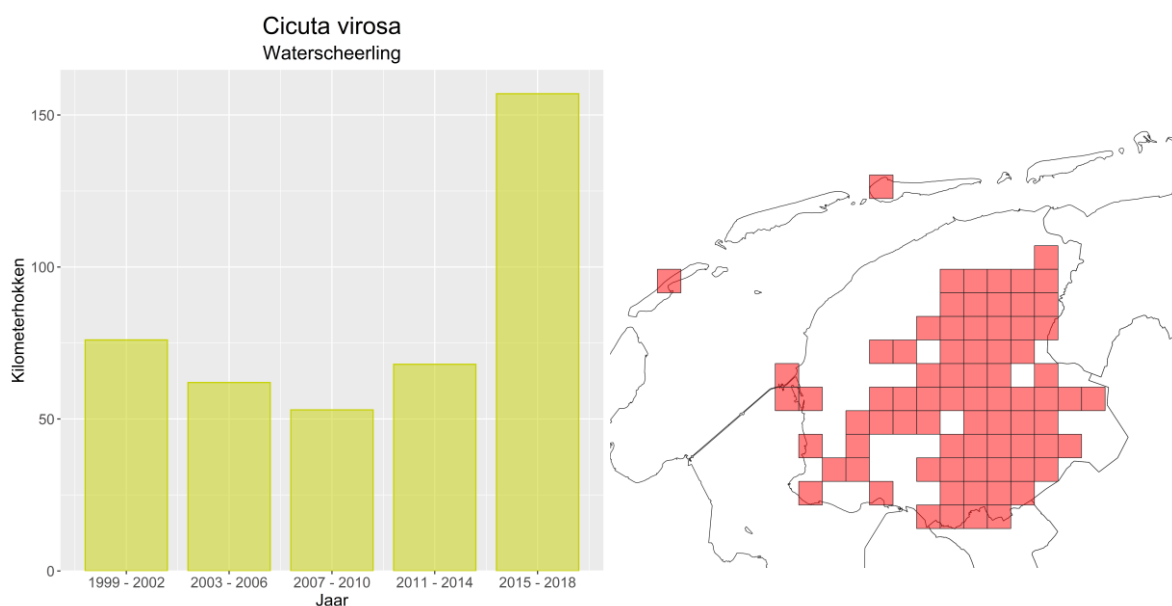 Cicuta virosa
Waterscheerling
Kilometerhokken
150
100
50
0
1999 - 2002 2003 - 2006 2007 - 2010 2011 - 2014 2015 - 2018
Jaar